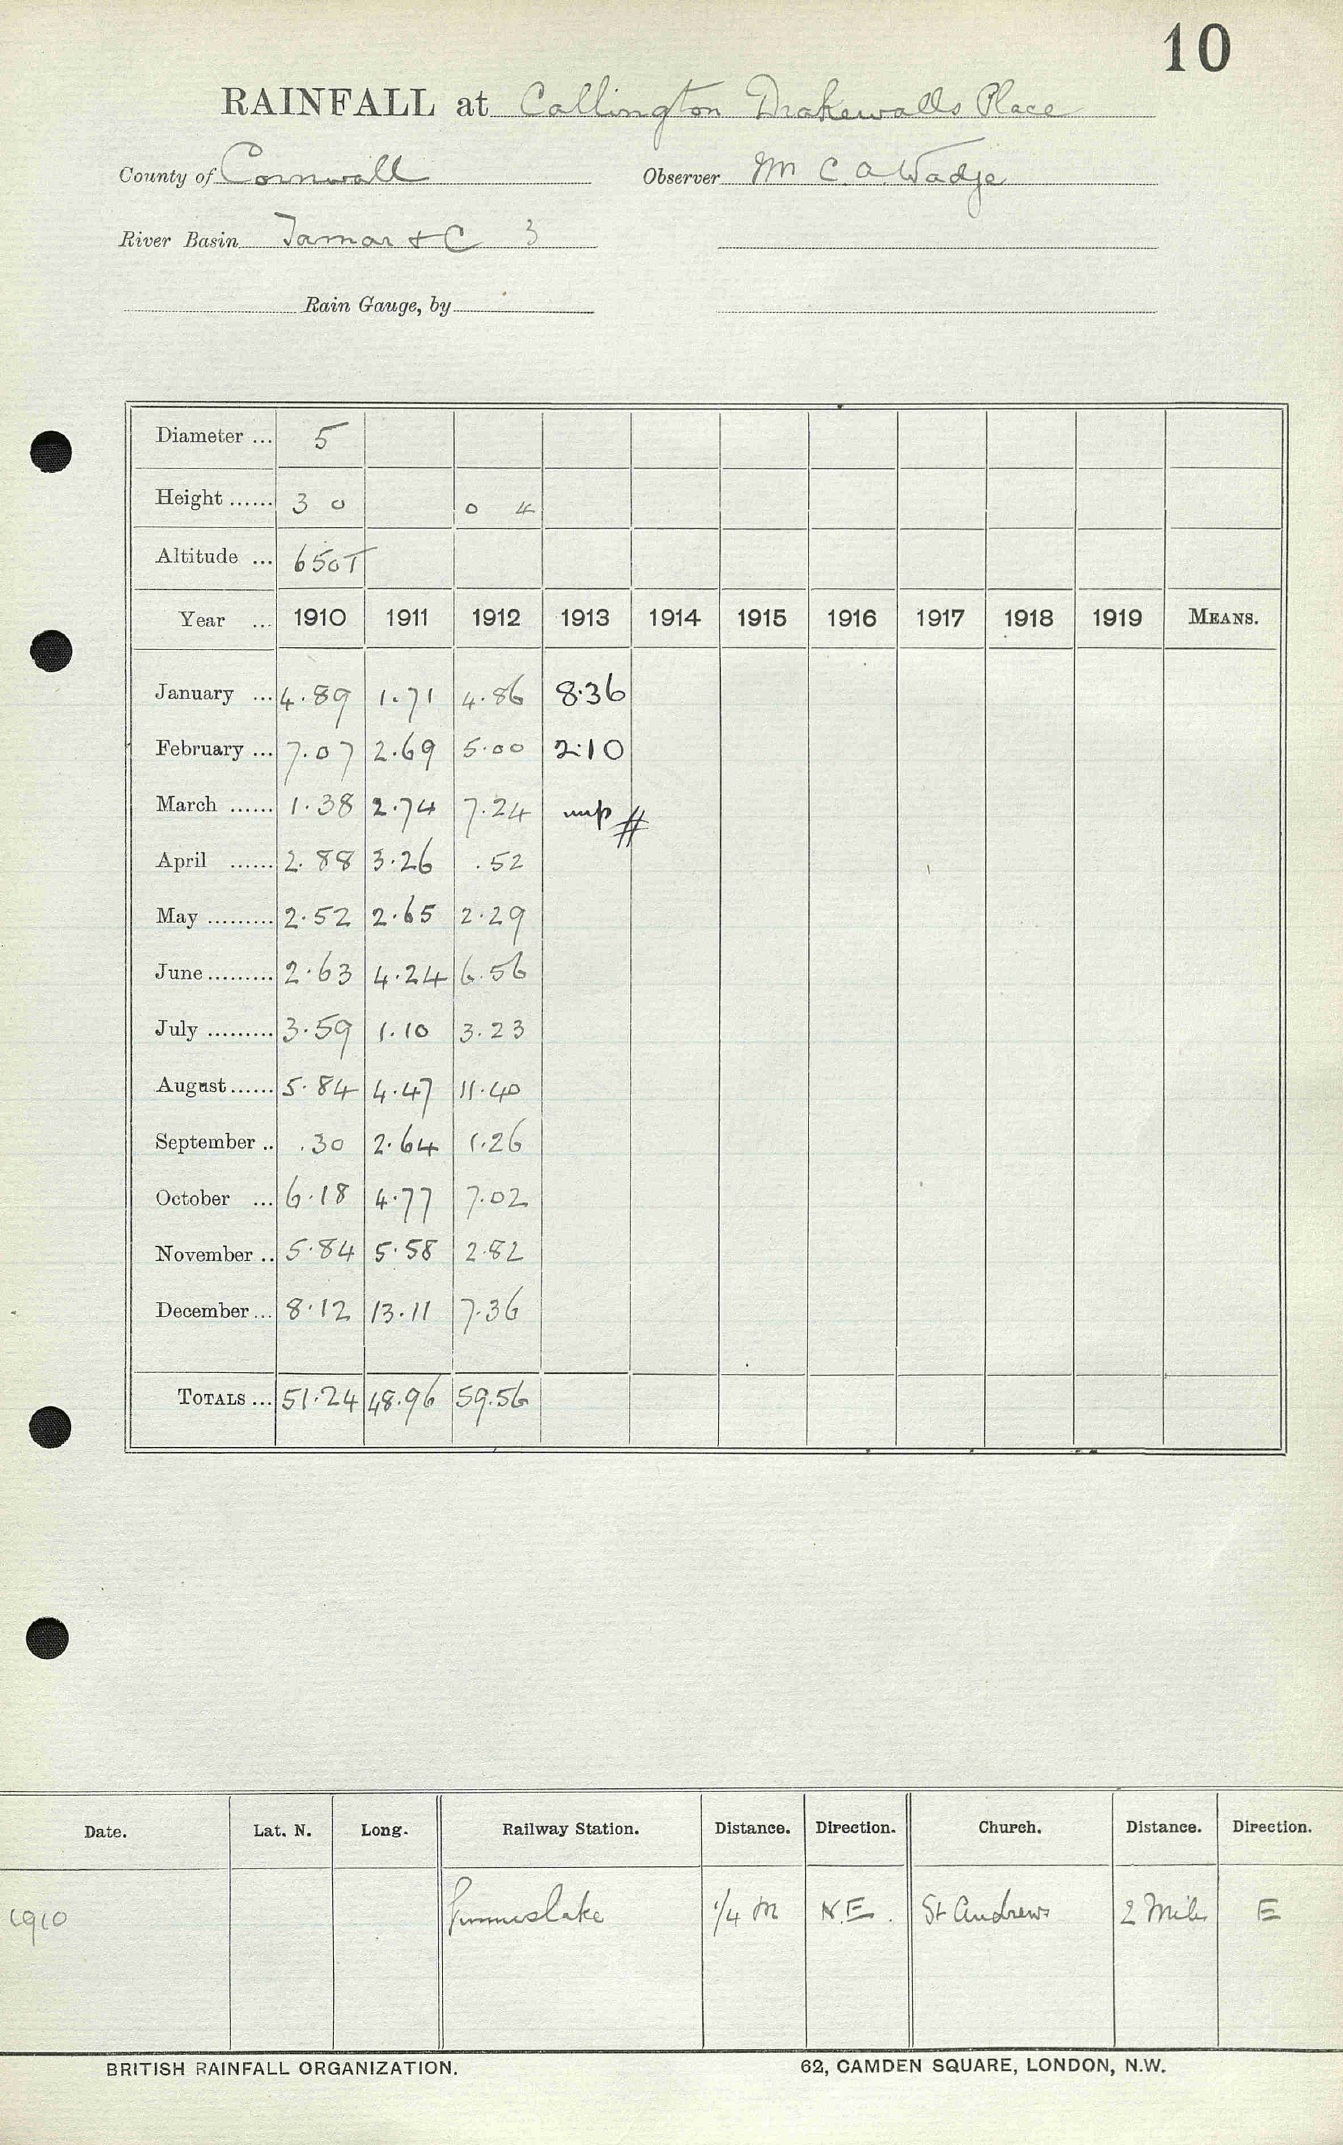 10
RAINFALL at Callington Drakewalls Place
County of Cornwall Observer Mr C. A. Wadge
River Basin Tamar & C 3
Rain Gauge, by
Diameter ... 5
Height ...... 3 0 0 4
Altitude ... 650T
Year ... 1910 1911 1912 1913 1914 1915 1916 1917 1918 1919 MEANS.
January ... 4.89 1.71 4.86 8.36
February ... 7.07 2.69 5.00 2.10
March ...... 1.38 2.74 7.24 #
April ...... 2.88 3.26 .52
May ......... 2.52 2.65 2.29
June ......... 2.63 4.24 6.56
July ......... 3.59 1.10 3.23
August ...... 5.84 4.47 11.40
September .. .30 2.64 1.26
October ... 6.18 4.77 7.02
November .. 5.84 5.58 2.82
December ... 8.12 13.11 7.36
TOTALS ... 51.24 48.96 59.56
Date. Lat. N. Long. Railway Station. Distance. Direction. Church. Distance. Direction.
1910 Gunnislake 1/4 m N.E. St Andrews 2 Miles E
BRITISH RAINFALL ORGANIZATION. 62, CAMDEN SQUARE, LONDON, N.W.